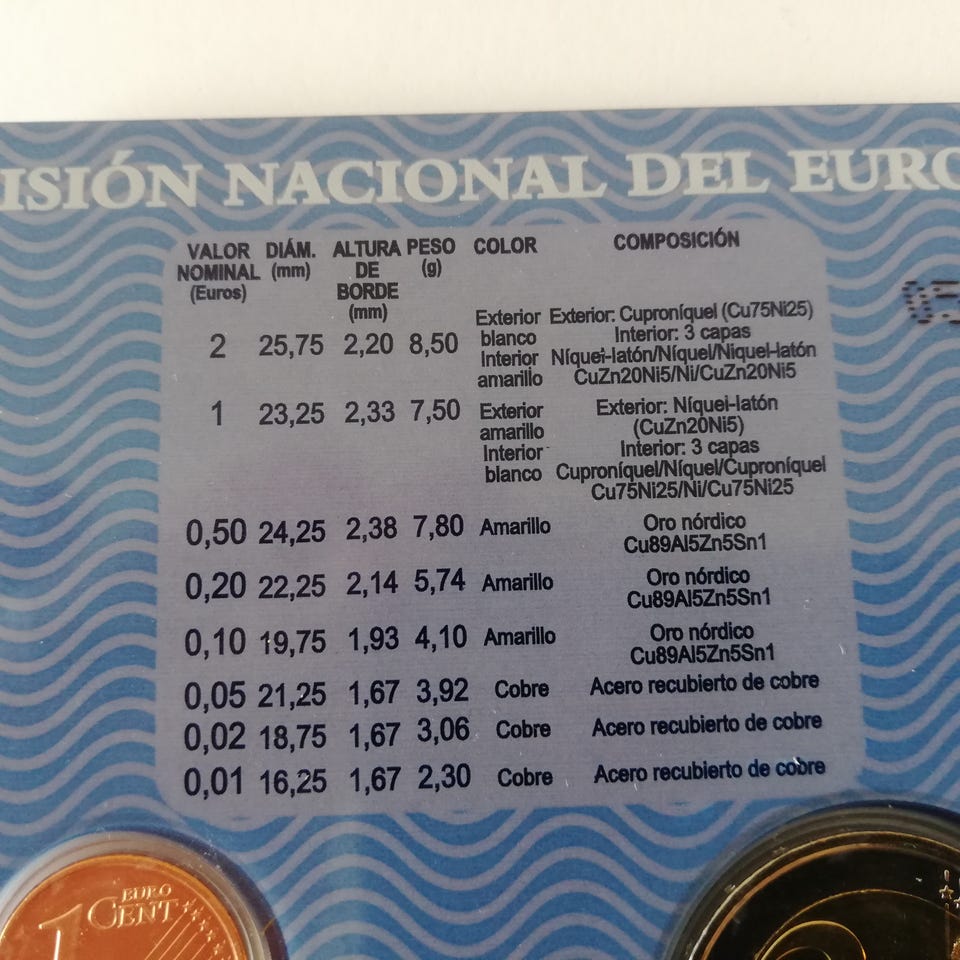 ISIÓN NACIONAL DEL EURO
VALOR NOMINAL (Euros) DIÁM. (mm) ALTURA DE BORDE (mm) PESO (g) COLOR COMPOSICIÓN
2 25,75 2,20 8,50 Exterior blanco Interior amarillo Exterior: Cuproníquel (Cu75Ni25) Interior: 3 capas Níquel-latón/Níquel/Niquel-latón CuZn20Ni5/Ni/CuZn20Ni5
1 23,25 2,33 7,50 Exterior amarillo Interior blanco Exterior: Níquel-latón (CuZn20Ni5) Interior: 3 capas Cuproníquel/Níquel/Cuproníquel Cu75Ni25/Ni/Cu75Ni25
0,50 24,25 2,38 7,80 Amarillo Oro nórdico Cu89Al5Zn5Sn1
0,20 22,25 2,14 5,74 Amarillo Oro nórdico Cu89Al5Zn5Sn1
0,10 19,75 1,93 4,10 Amarillo Oro nórdico Cu89Al5Zn5Sn1
0,05 21,25 1,67 3,92 Cobre Acero recubierto de cobre
0,02 18,75 1,67 3,06 Cobre Acero recubierto de cobre
0,01 16,25 1,67 2,30 Cobre Acero recubierto de cobre
1 EURO
CENT